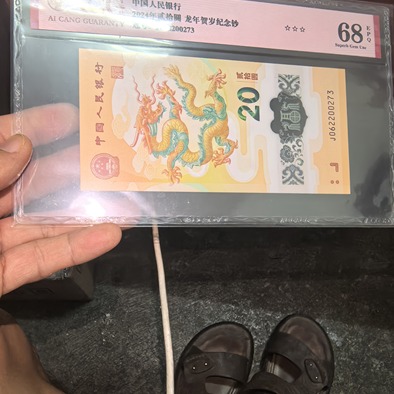 中国人民银行
AI CANG GUARAN
2024年贰拾圆 龙年贺岁纪念钞
200273
☆☆☆
68
EPQ
Superb Gem Unc
中国人民银行
贰拾圆
20
J062200273